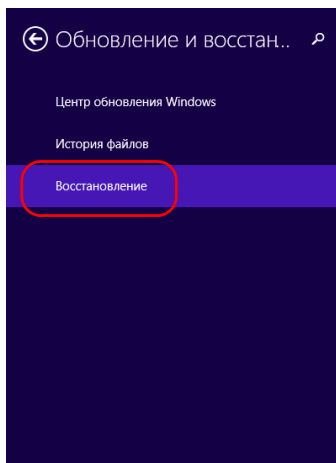 Обновление и восстан..
Центр обновления Windows
История файлов
Восстановление